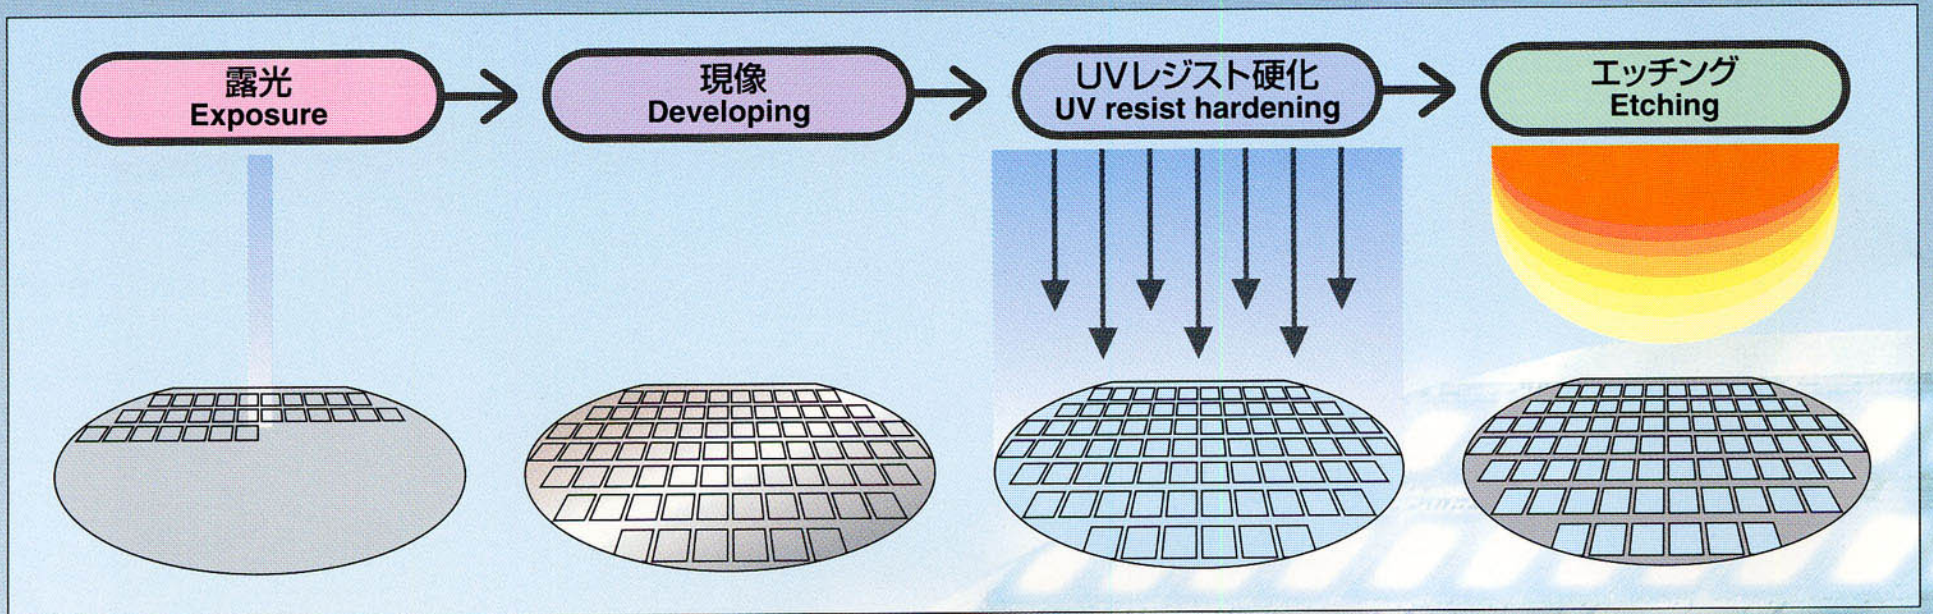 露光
Exposure
現像
Developing
UVレジスト硬化
UV resist hardening
エッチング
Etching